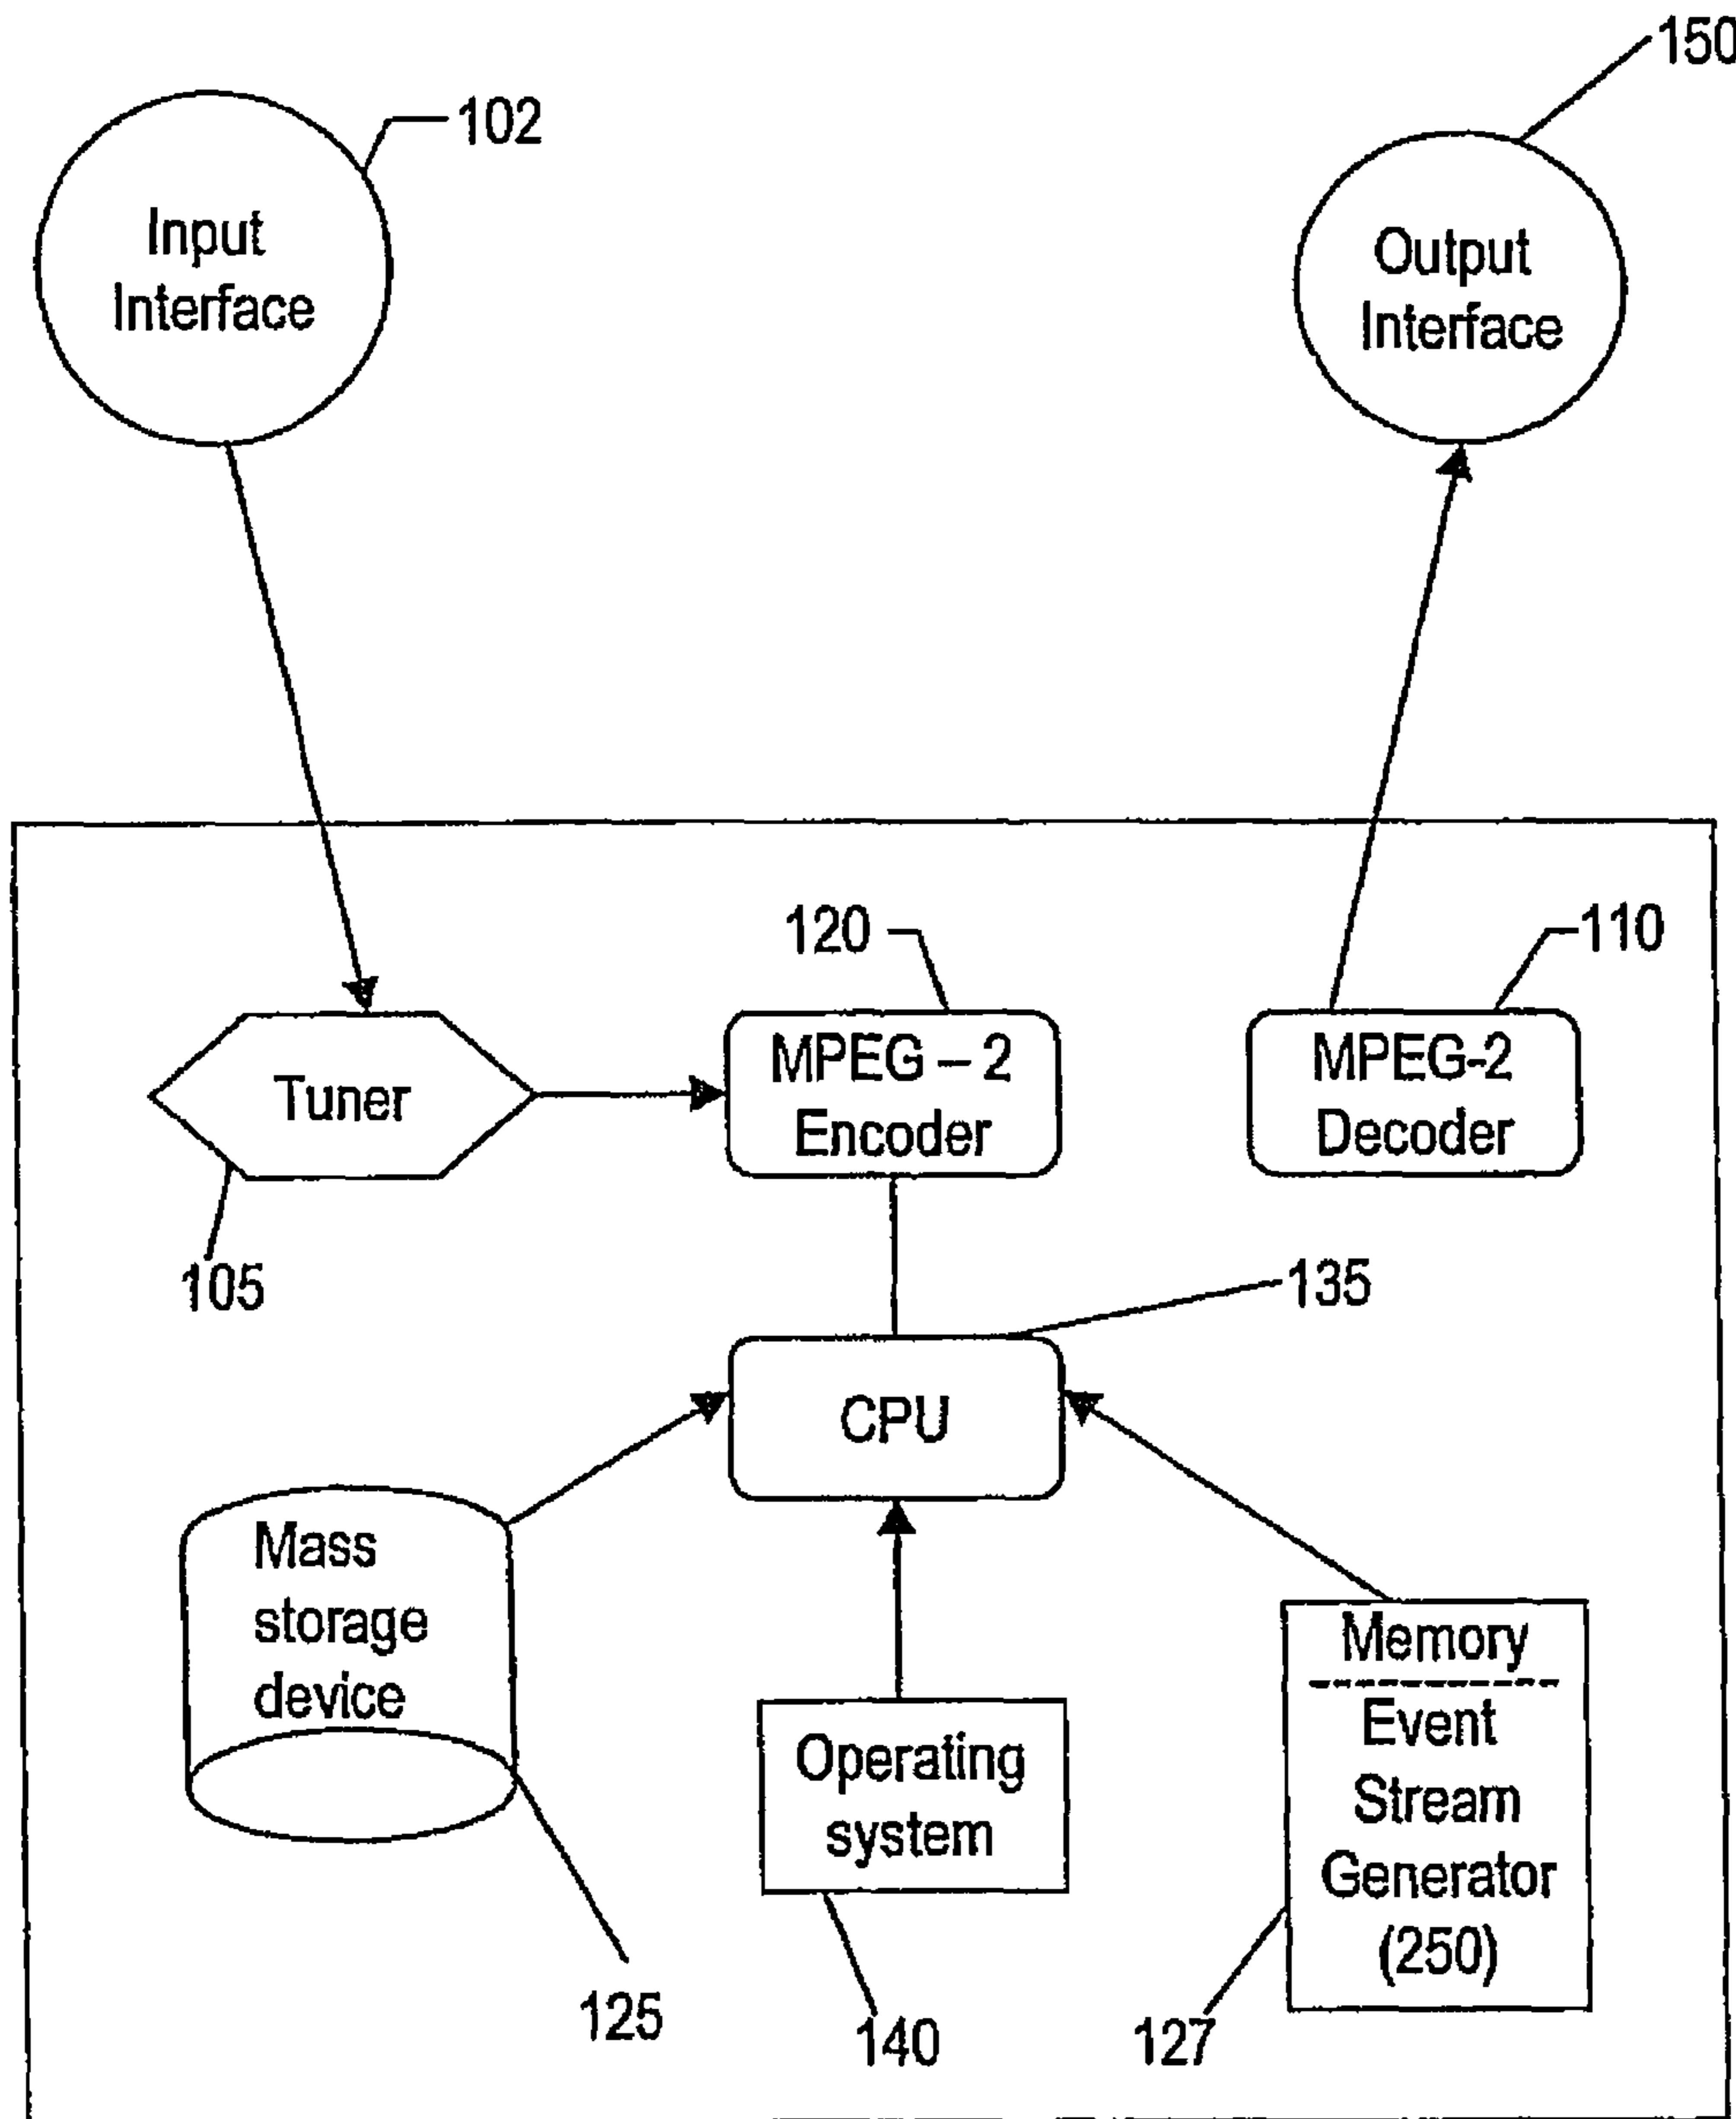 150
102
Input
Interface
Output
Interface
120
110
Tuner
MPEG – 2
Encoder
MPEG-2
Decoder
105
135
CPU
Mass
storage
device
Operating
system
Memory
Event
Stream
Generator
(250)
125
140
127